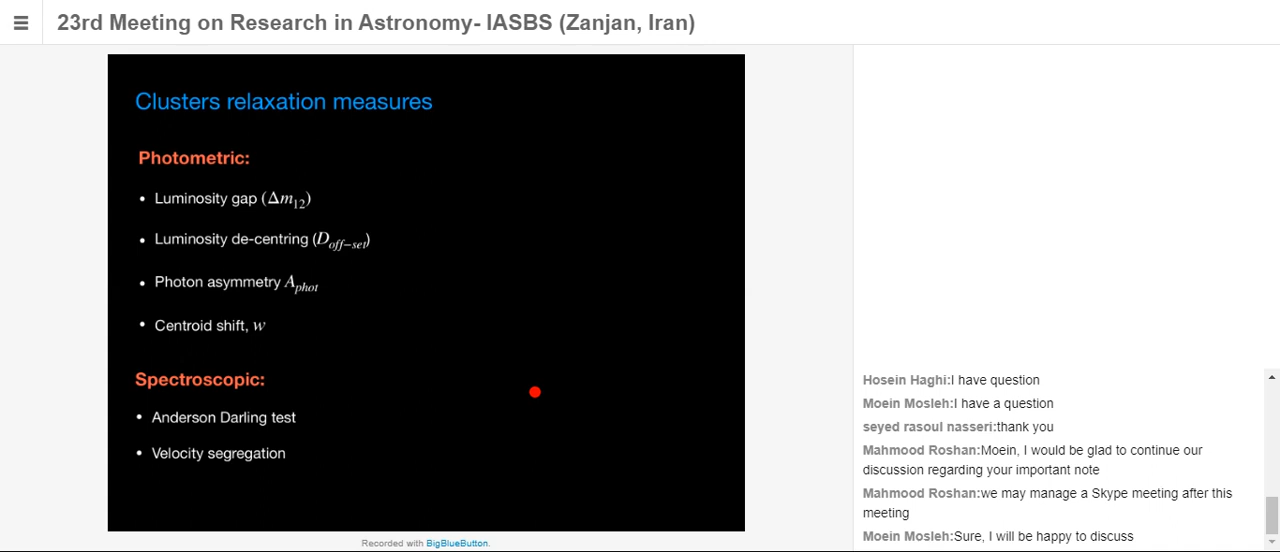 23rd Meeting on Research in Astronomy- IASBS (Zanjan, Iran)
Clusters relaxation measures
Photometric:
• Luminosity gap (Δm12)
• Luminosity de-centring (Doff−set)
• Photon asymmetry Aphot
• Centroid shift, w
Spectroscopic:
• Anderson Darling test
• Velocity segregation
Recorded with BigBlueButton.
Hosein Haghi:I have question
Moein Mosleh:I have a question
seyed rasoul nasseri:thank you
Mahmood Roshan:Moein, I would be glad to continue our
discussion regarding your important note
Mahmood Roshan:we may manage a Skype meeting after this
meeting
Moein Mosleh:Sure, I will be happy to discuss